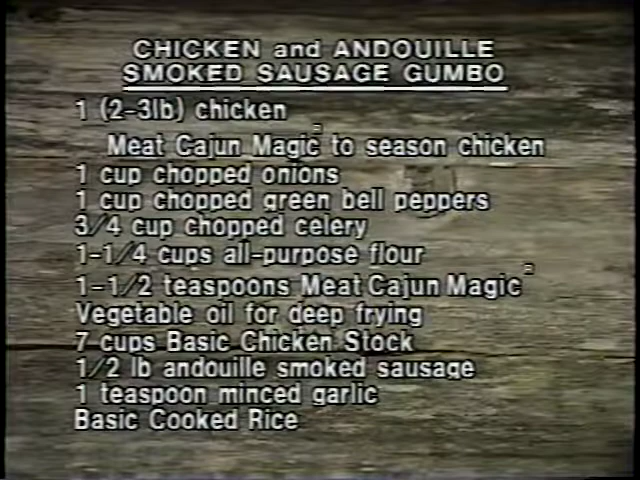 CHICKEN and ANDOUILLE
SMOKED SAUSAGE GUMBO
1 (2-3lb) chicken
Meat Cajun Magic® to season chicken
1 cup chopped onions
1 cup chopped green bell peppers
3/4 cup chopped celery
1-1/4 cups all-purpose flour
1-1/2 teaspoons Meat Cajun Magic®
Vegetable oil for deep frying
7 cups Basic Chicken Stock
1/2 lb andouille smoked sausage
1 teaspoon minced garlic
Basic Cooked Rice